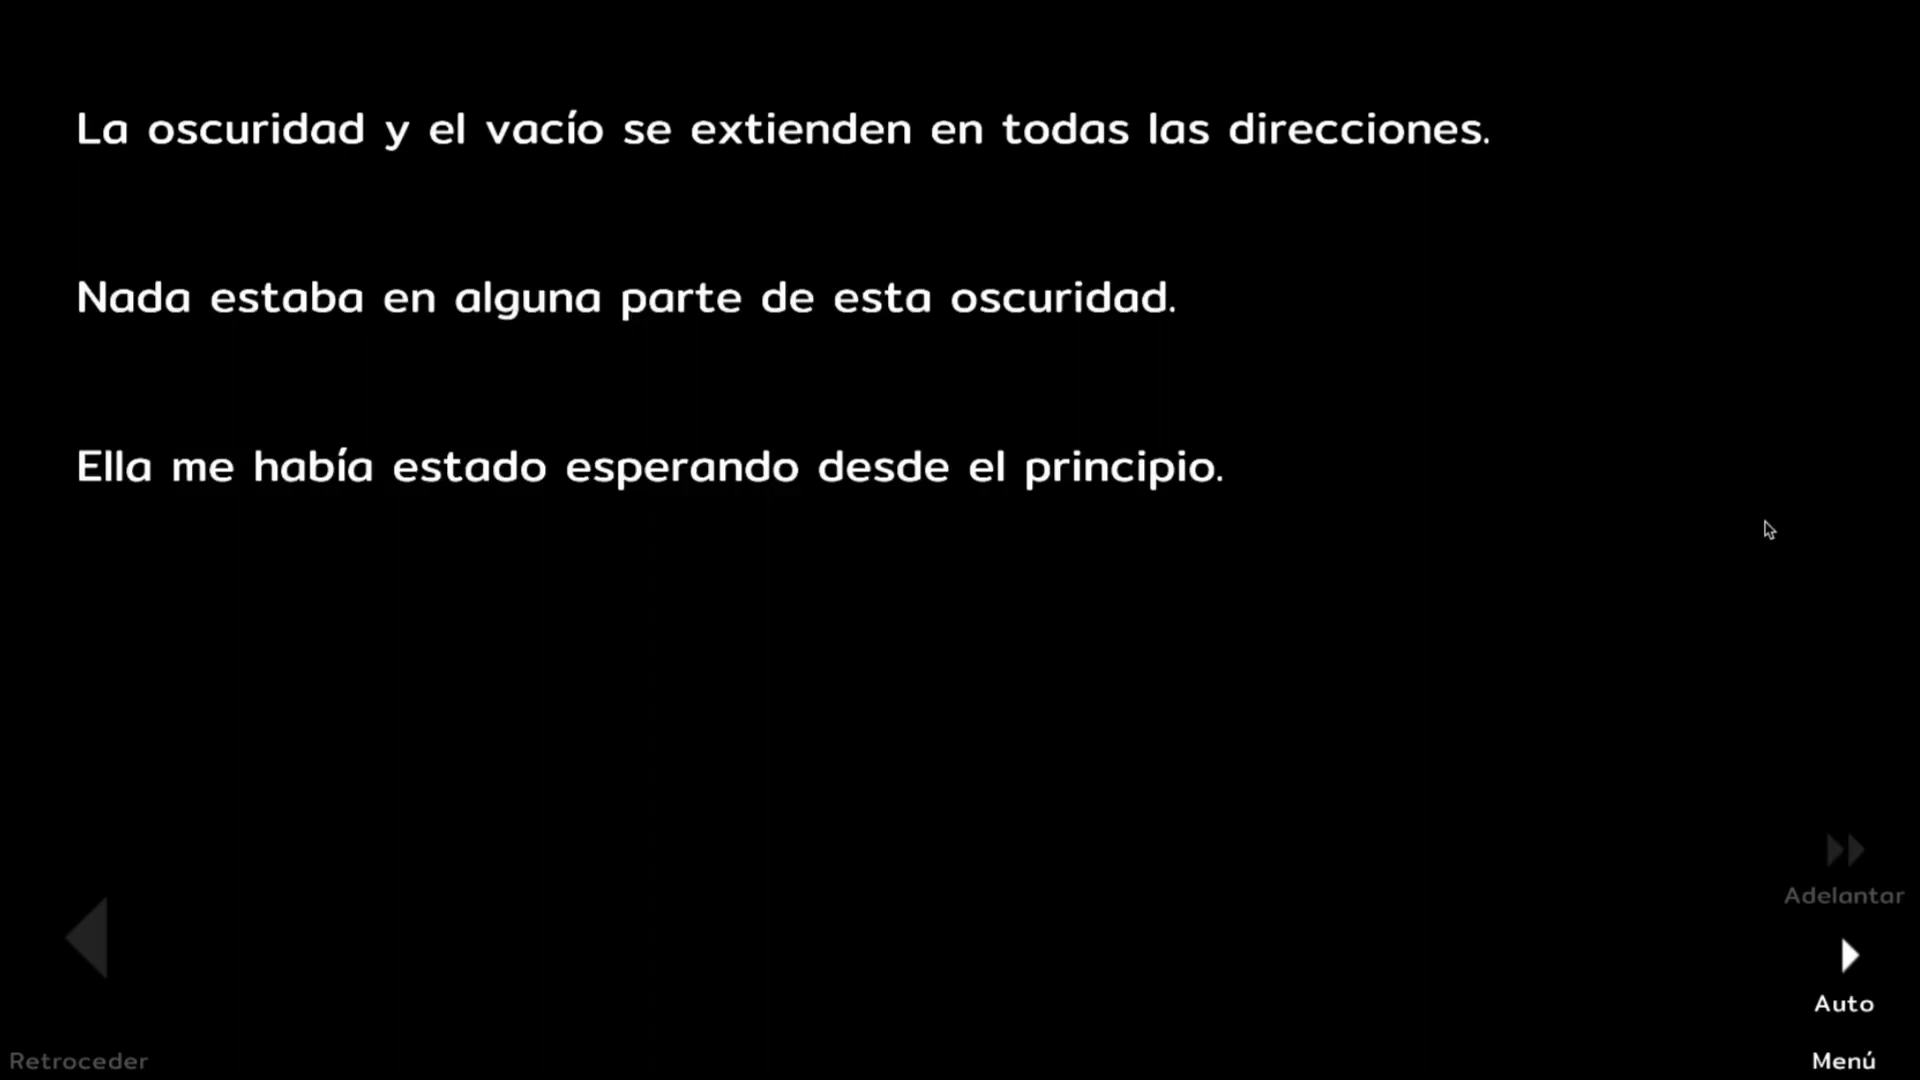 La oscuridad y el vacío se extienden en todas las direcciones.
Nada estaba en alguna parte de esta oscuridad.
Ella me había estado esperando desde el principio.
Adelantar
Auto
Retroceder
Menú